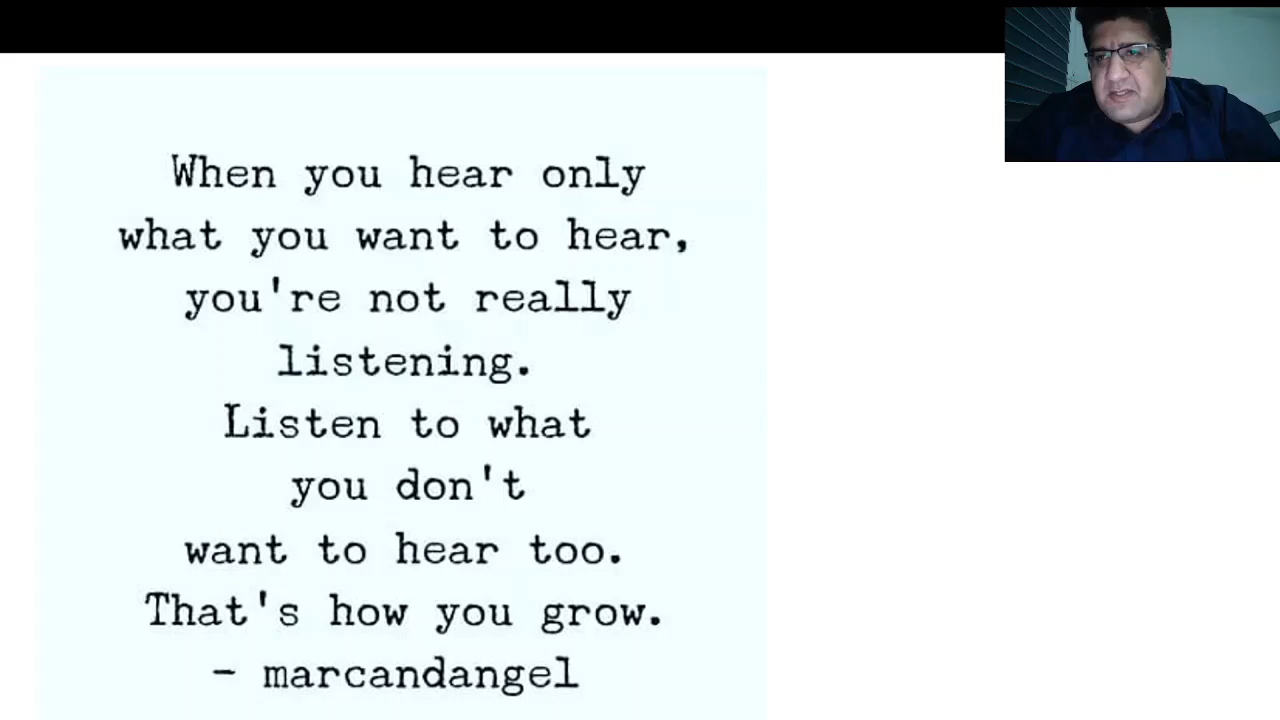 When you hear only
what you want to hear,
you're not really
listening.
Listen to what
you don't
want to hear too.
That's how you grow.
- marcandangel